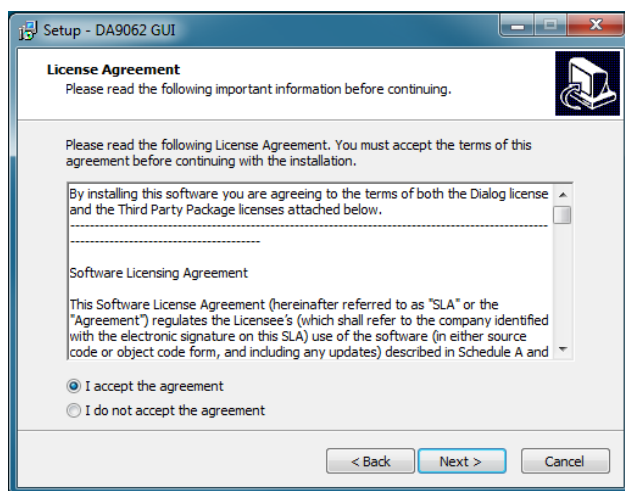 Setup - DA9062 GUI
License Agreement
Please read the following important information before continuing.
Please read the following License Agreement. You must accept the terms of this
agreement before continuing with the installation.
By installing this software you are agreeing to the terms of both the Dialog license
and the Third Party Package licenses attached below.
--------------------------------------------------------------------------------------------
------------------------------------
Software Licensing Agreement
This Software License Agreement (hereinafter referred to as "SLA" or the
"Agreement") regulates the Licensee's (which shall refer to the company identified
with the electronic signature on this SLA) use of the software (in either source
code or object code form, and including any updates) described in Schedule A and
I accept the agreement
I do not accept the agreement
< Back Next > Cancel